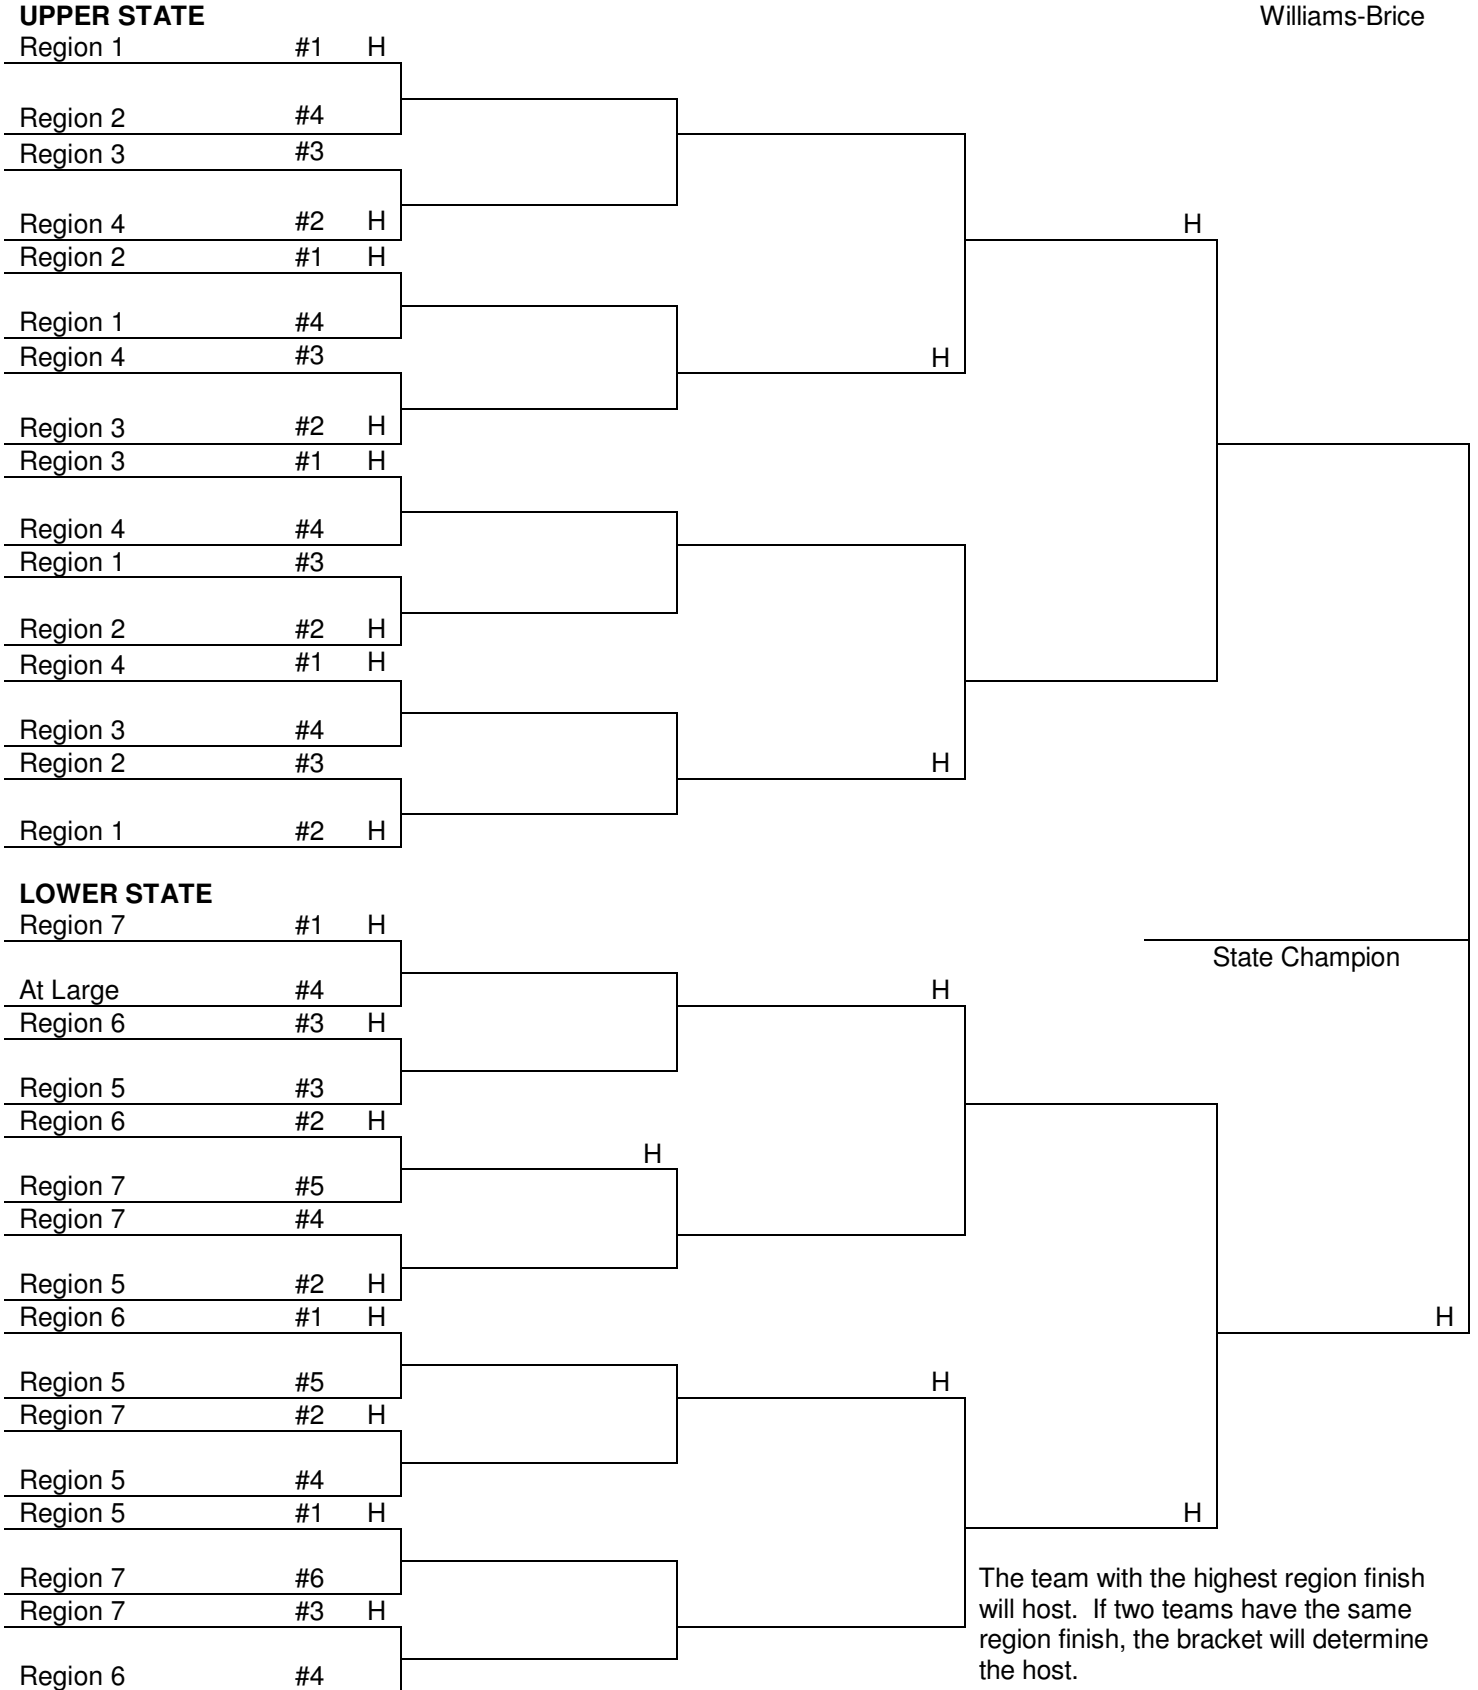 UPPER STATE Williams-Brice
Region 1 #1 H
Region 2 #4
Region 3 #3
Region 4 #2 H H
Region 2 #1 H
Region 1 #4
Region 4 #3 H
Region 3 #2 H
Region 3 #1 H
Region 4 #4
Region 1 #3
Region 2 #2 H
Region 4 #1 H
Region 3 #4
Region 2 #3 H
Region 1 #2 H
LOWER STATE
Region 7 #1 H
State Champion
At Large #4 H
Region 6 #3 H
Region 5 #3
Region 6 #2 H
H
Region 7 #5
Region 7 #4
Region 5 #2 H
Region 6 #1 H H
Region 5 #5 H
Region 7 #2 H
Region 5 #4
Region 5 #1 H H
Region 7 #6
Region 7 #3 H
Region 6 #4
The team with the highest region finish
will host. If two teams have the same
region finish, the bracket will determine
the host.